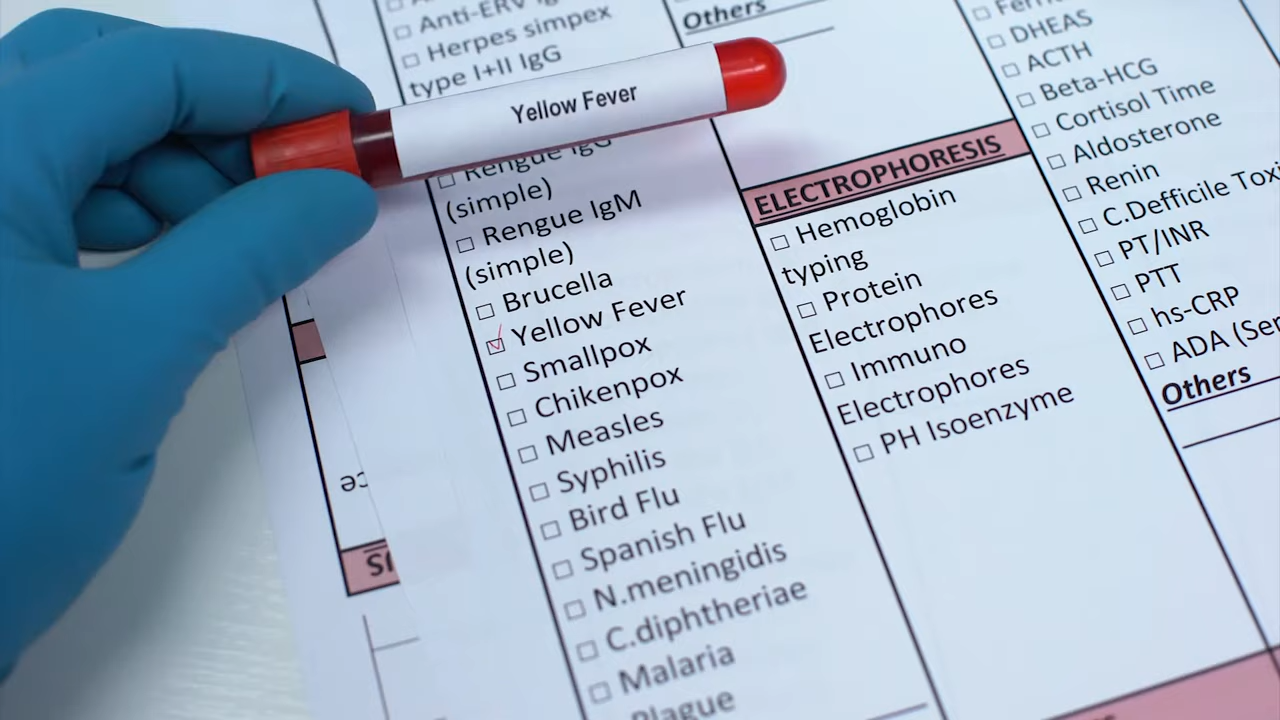 Anti-ERV
Herpes simpex
type I+II IgG
Yellow Fever
Rengue IgG
(simple)
Rengue IgM
(simple)
Brucella
Yellow Fever
Smallpox
Chikenpox
Measles
Syphilis
Bird Flu
Spanish Flu
N.meningidis
C.diphtheriae
Malaria
Plague
Others
ELECTROPHORESIS
Hemoglobin
typing
Protein
Electrophores
Immuno
Electrophores
PH Isoenzyme
DHEAS
ACTH
Beta-HCG
Cortisol Time
Aldosterone
Renin
C.Defficile Toxi
PT/INR
PTT
hs-CRP
ADA (Ser
Others